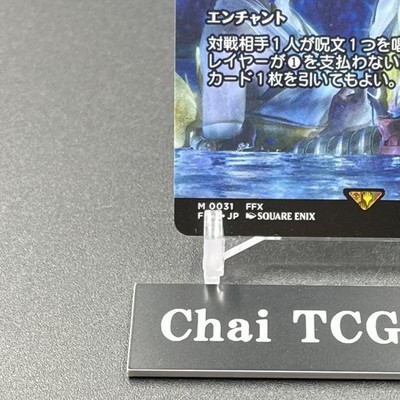 エンチャント
対戦相手1人が呪文1つを唱
レイヤーが❶を支払わない
カード1枚を引いてもよい。
M 0031 FFX
JP SQUARE ENIX
Chai TCG